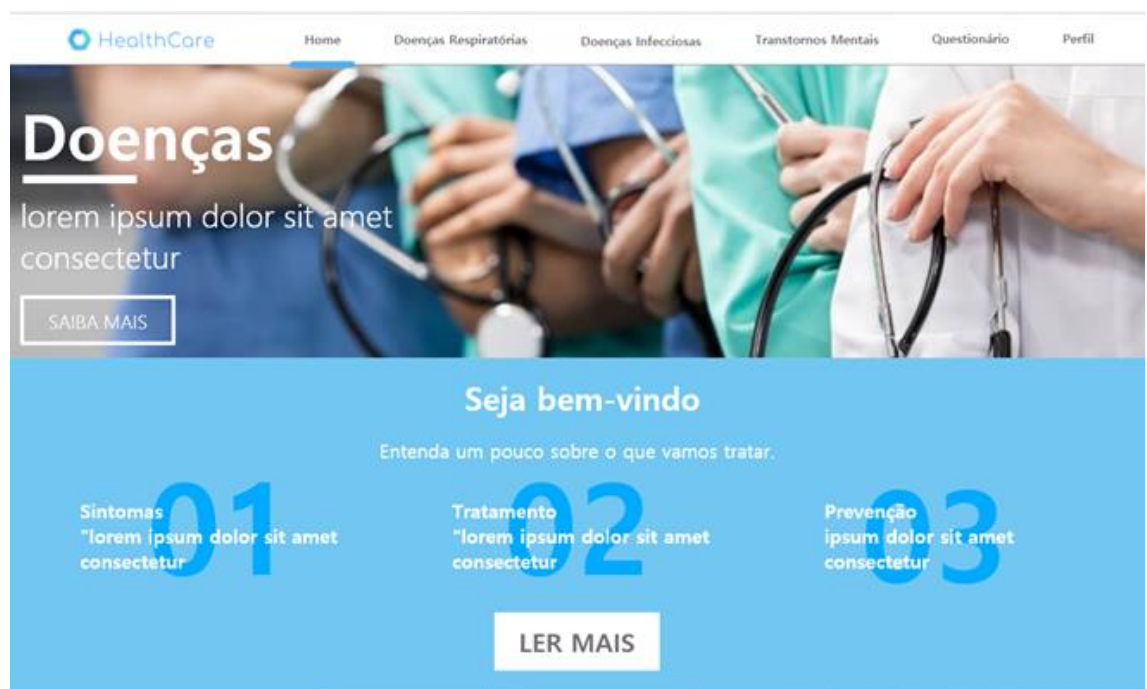 HealthCare
Home
Doenças Respiratórias
Doenças Infecciosas
Transtornos Mentais
Questionário
Perfil
Doenças
lorem ipsum dolor sit amet
consectetur
SAIBA MAIS
Seja bem-vindo
Entenda um pouco sobre o que vamos tratar.
01
Sintomas
"lorem ipsum dolor sit amet
consectetur
02
Tratamento
"lorem ipsum dolor sit amet
consectetur
03
Prevenção
ipsum dolor sit amet
consectetur
LER MAIS